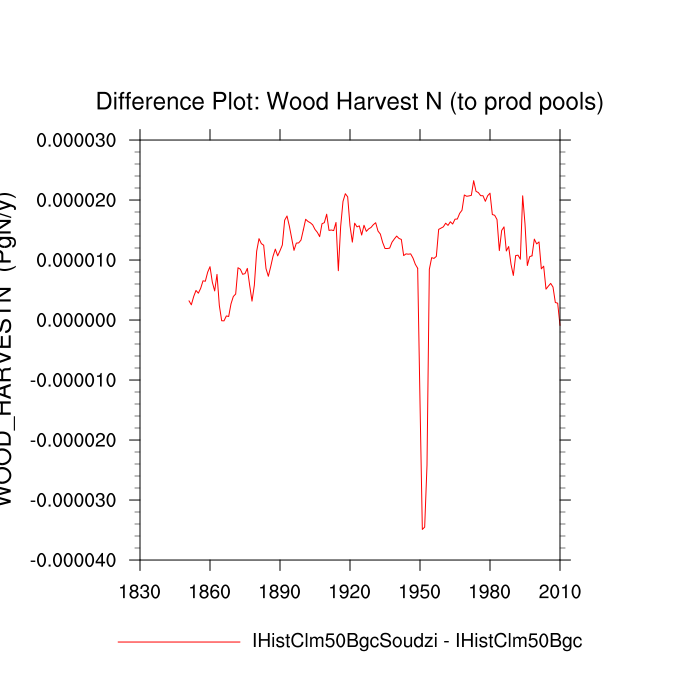 Difference Plot: Wood Harvest N (to prod pools)
WOOD_HARVESTN (PgN/y)
0.000030
0.000020
0.000010
0.000000
-0.000010
-0.000020
-0.000030
-0.000040
1830 1860 1890 1920 1950 1980 2010
IHistClm50BgcSoudzi - IHistClm50Bgc